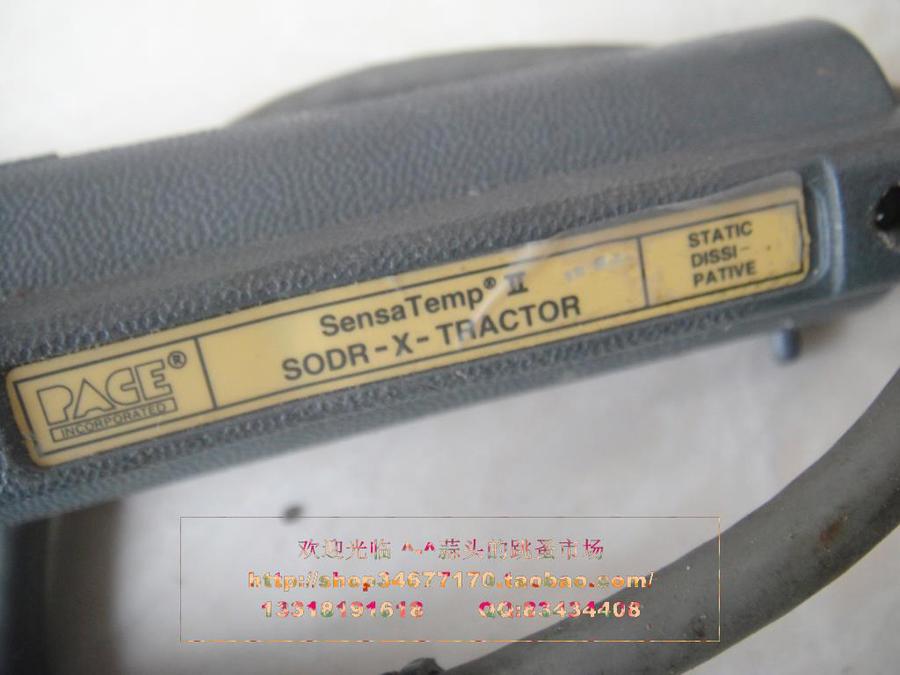 PACE®
INCORPORATED
SensaTemp® II
SODR-X-TRACTOR
STATIC
DISSI-
PATIVE
欢迎光临 ^-^蒜头的跳蚤市场
http://shop34677170.taobao.com/
13318191618 QQ:83434408